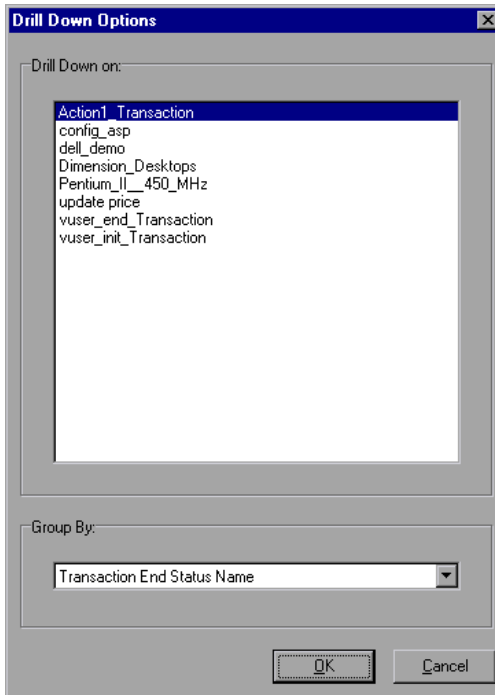 Drill Down Options
Drill Down on:
Action1_Transaction
config_asp
dell_demo
Dimension_Desktops
Pentium_II__450_MHz
update price
vuser_end_Transaction
vuser_init_Transaction
Group By:
Transaction End Status Name
OK Cancel